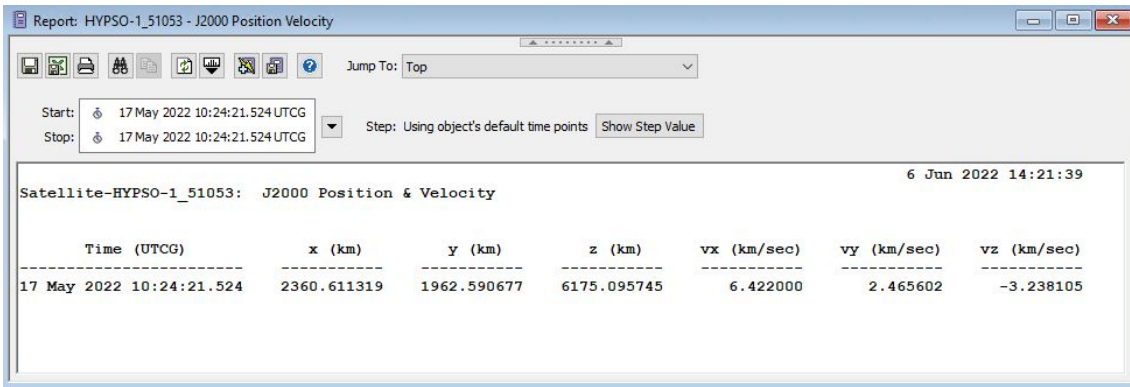 Report: HYPSO-1_51053 - J2000 Position Velocity
Jump To: Top
Start: 17 May 2022 10:24:21.524 UTCG
Stop: 17 May 2022 10:24:21.524 UTCG
Step: Using object's default time points Show Step Value
6 Jun 2022 14:21:39
Satellite-HYPSO-1_51053: J2000 Position & Velocity
Time (UTCG) x (km) y (km) z (km) vx (km/sec) vy (km/sec) vz (km/sec)
------------------------ ----------- ----------- ----------- ----------- ----------- -----------
17 May 2022 10:24:21.524 2360.611319 1962.590677 6175.095745 6.422000 2.465602 -3.238105